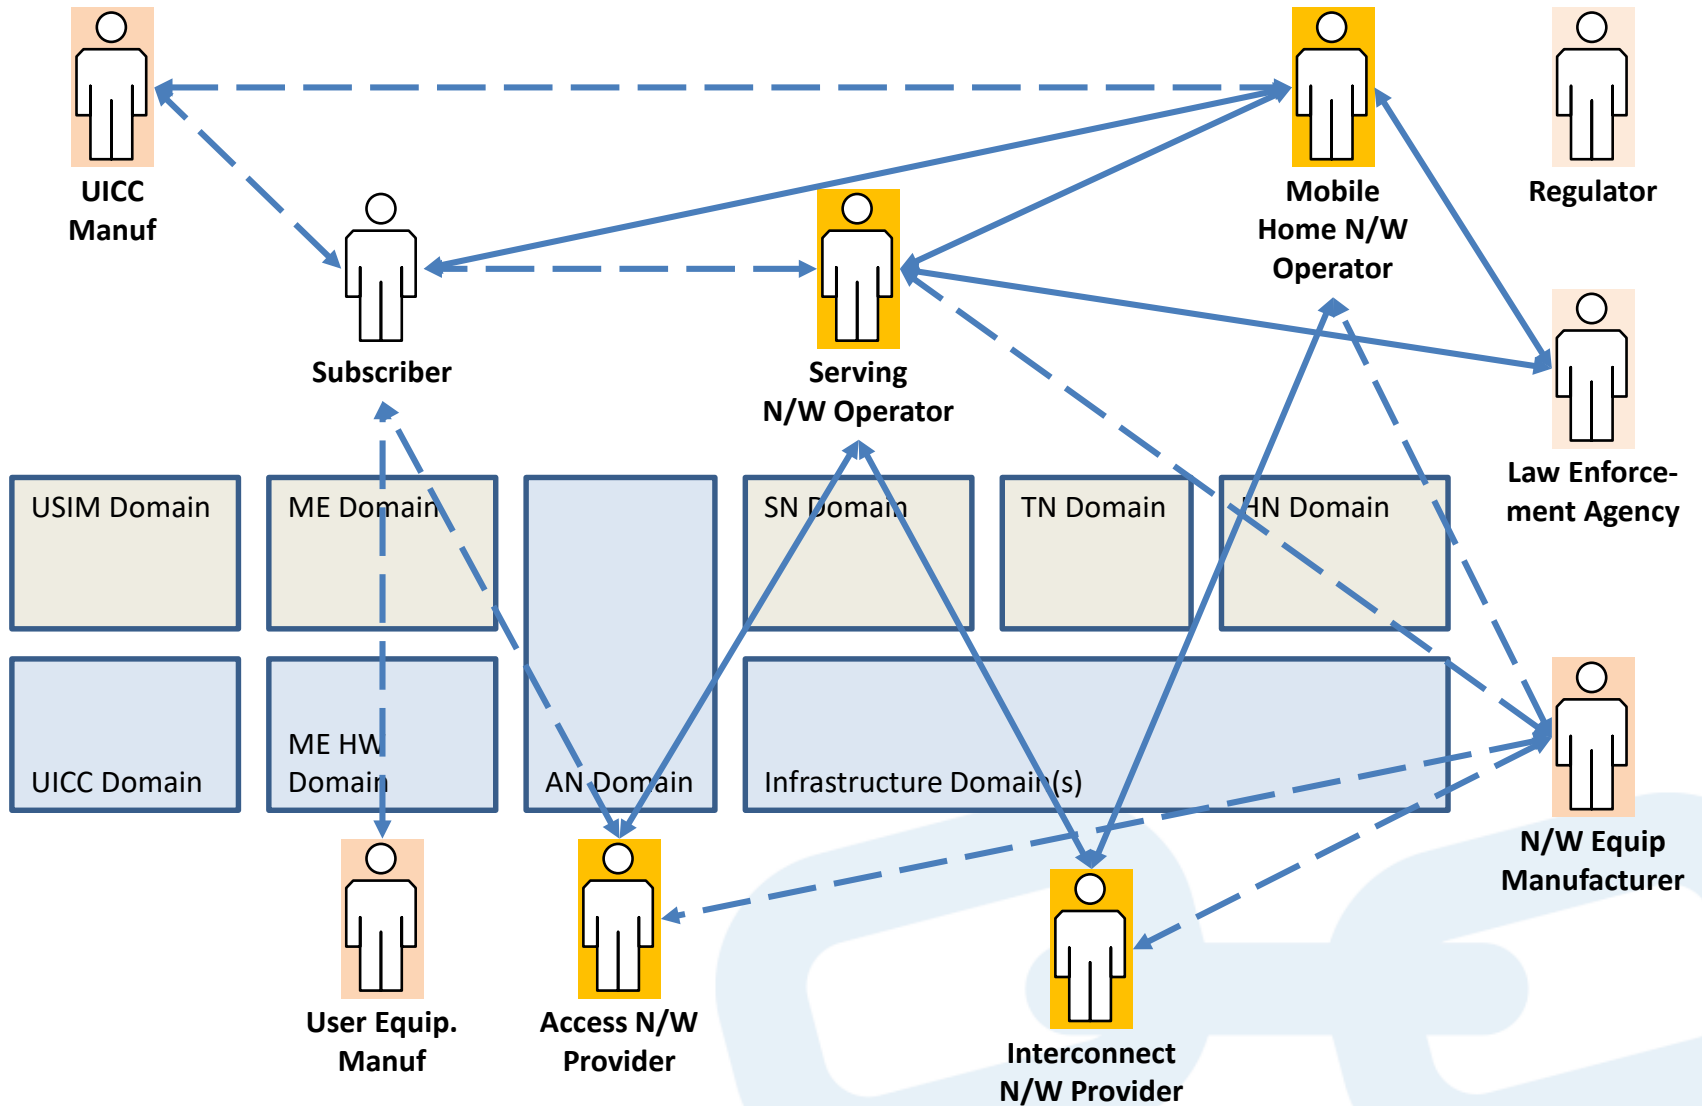 UICC
Manuf
Mobile
Home N/W
Operator
Regulator
Subscriber
Serving
N/W Operator
Law Enforce-
ment Agency
USIM Domain
ME Domain
SN Domain
TN Domain
HN Domain
UICC Domain
ME HW
Domain
AN Domain
Infrastructure Domain(s)
N/W Equip
Manufacturer
User Equip.
Manuf
Access N/W
Provider
Interconnect
N/W Provider